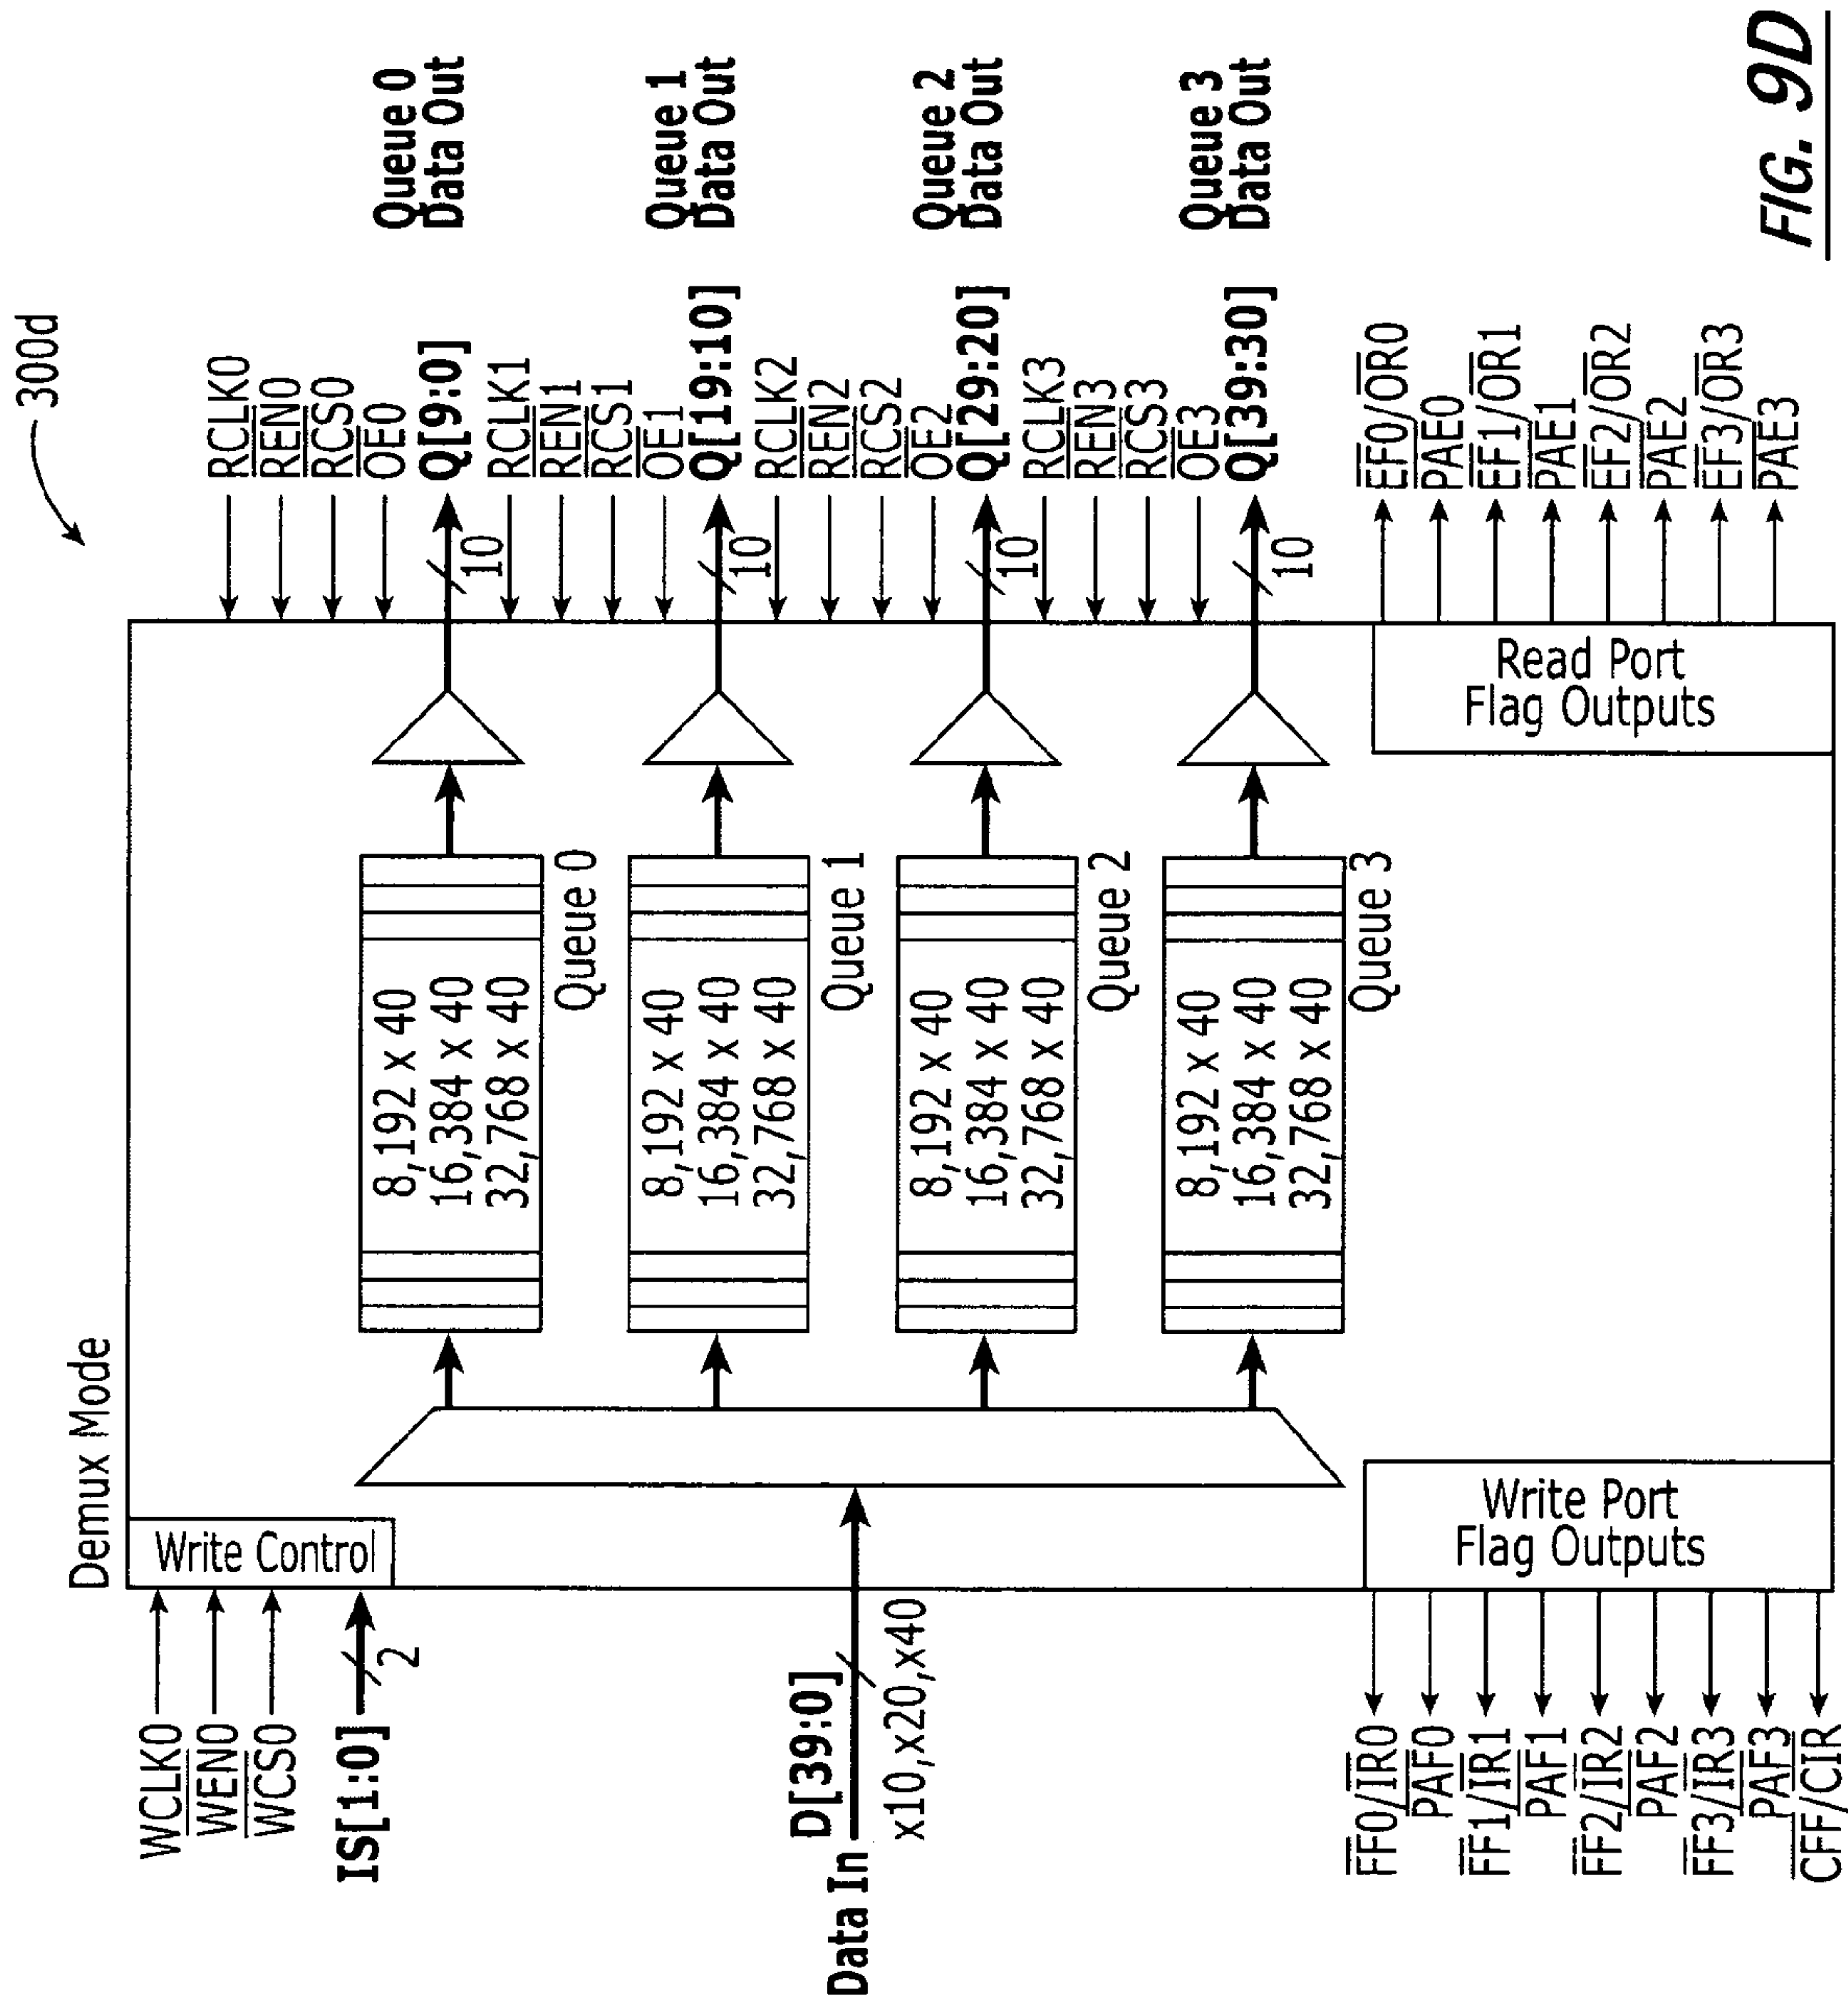 300d
Demux Mode
WCLK0
WEN0
WCS0
IS[1:0]
2
Write Control
Data In
D[39:0]
x10,x20,x40
8,192 x 40
16,384 x 40
32,768 x 40
Queue 0
8,192 x 40
16,384 x 40
32,768 x 40
Queue 1
8,192 x 40
16,384 x 40
32,768 x 40
Queue 2
8,192 x 40
16,384 x 40
32,768 x 40
Queue 3
RCLK0
REN0
RCS0
OE0
Q[9:0]
10
Queue 0
Data Out
RCLK1
REN1
RCS1
OE1
Q[19:10]
10
Queue 1
Data Out
RCLK2
REN2
RCS2
OE2
Q[29:20]
10
Queue 2
Data Out
RCLK3
REN3
RCS3
OE3
Q[39:30]
10
Queue 3
Data Out
Write Port
Flag Outputs
FF0/IR0
PAF0
FF1/IR1
PAF1
FF2/IR2
PAF2
FF3/IR3
PAF3
CFF/CIR
Read Port
Flag Outputs
EF0/OR0
PAE0
EF1/OR1
PAE1
EF2/OR2
PAE2
EF3/OR3
PAE3
FIG. 9D